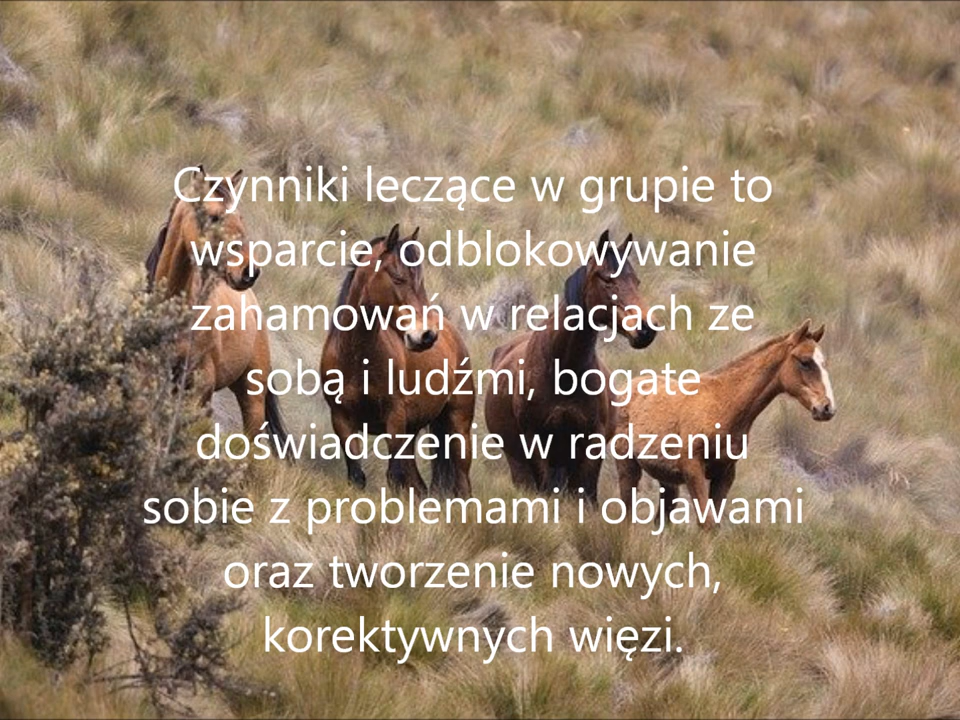 Czynniki leczące w grupie to
wsparcie, odblokowywanie
zahamowań w relacjach ze
sobą i ludźmi, bogate
doświadczenie w radzeniu
sobie z problemami i objawami
oraz tworzenie nowych,
korektywnych więzi.